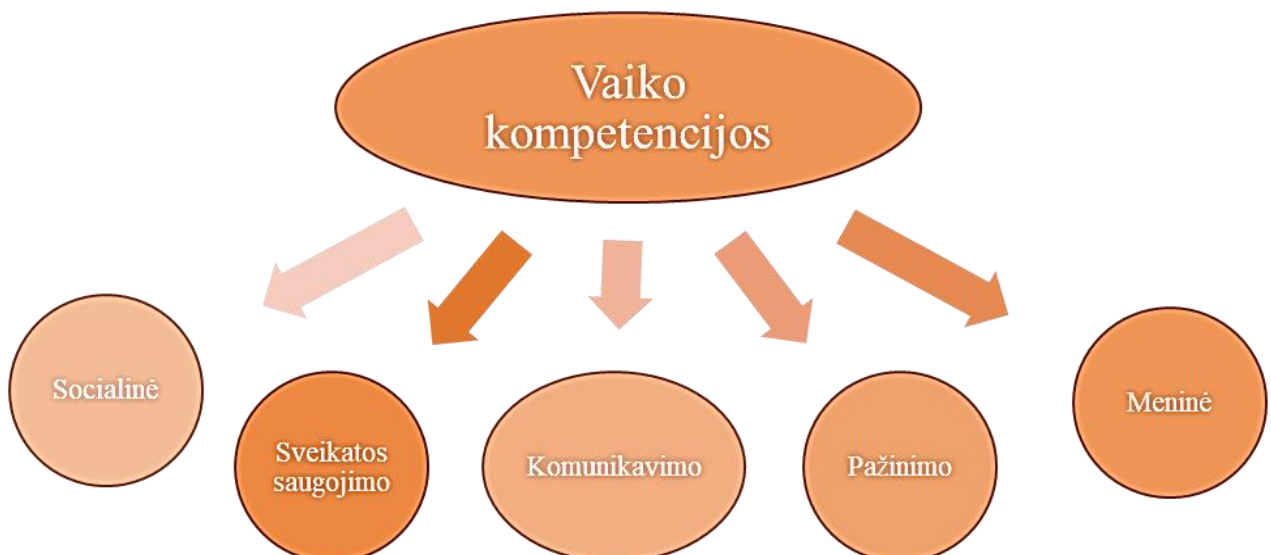 Vaiko
kompetencijos
Socialinė
Sveikatos
saugojimo
Komunikavimo
Pažinimo
Meninė